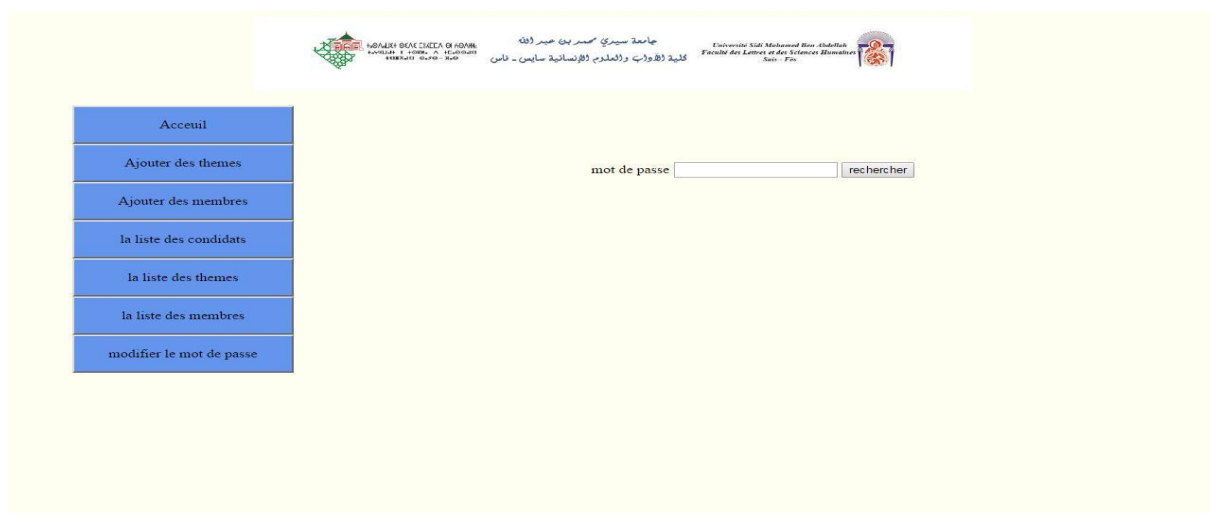 جامعة سيدي محمد بن عبد الله
كلية الآداب والعلوم الإنسانية سايس - فاس
Université Sidi Mohamed Ben Abdellah
Faculté des Lettres et des Sciences Humaines
Sais - Fès
Acceuil
Ajouter des themes
Ajouter des membres
la liste des condidats
la liste des themes
la liste des membres
modifier le mot de passe
mot de passe rechercher